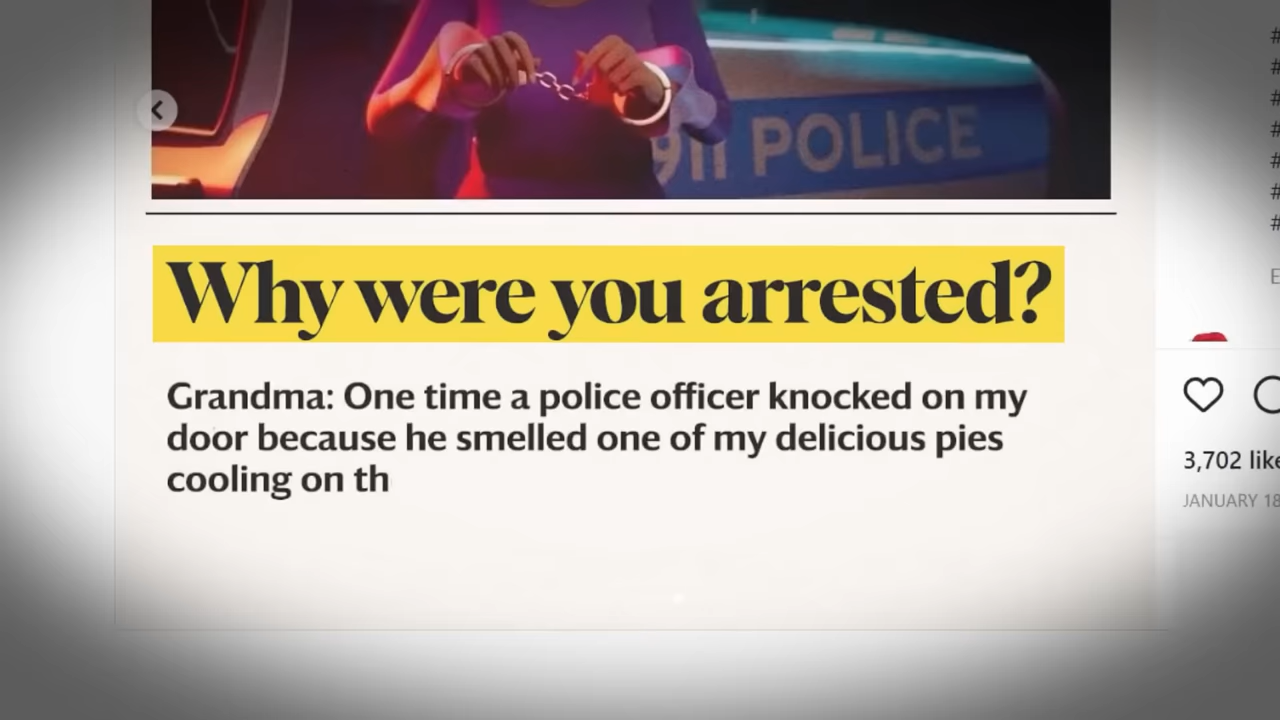 911 POLICE
#
#
#
#
#
#
#
Why were you arrested?
Grandma: One time a police officer knocked on my
door because he smelled one of my delicious pies
cooling on th
E
3,702 like
JANUARY 18